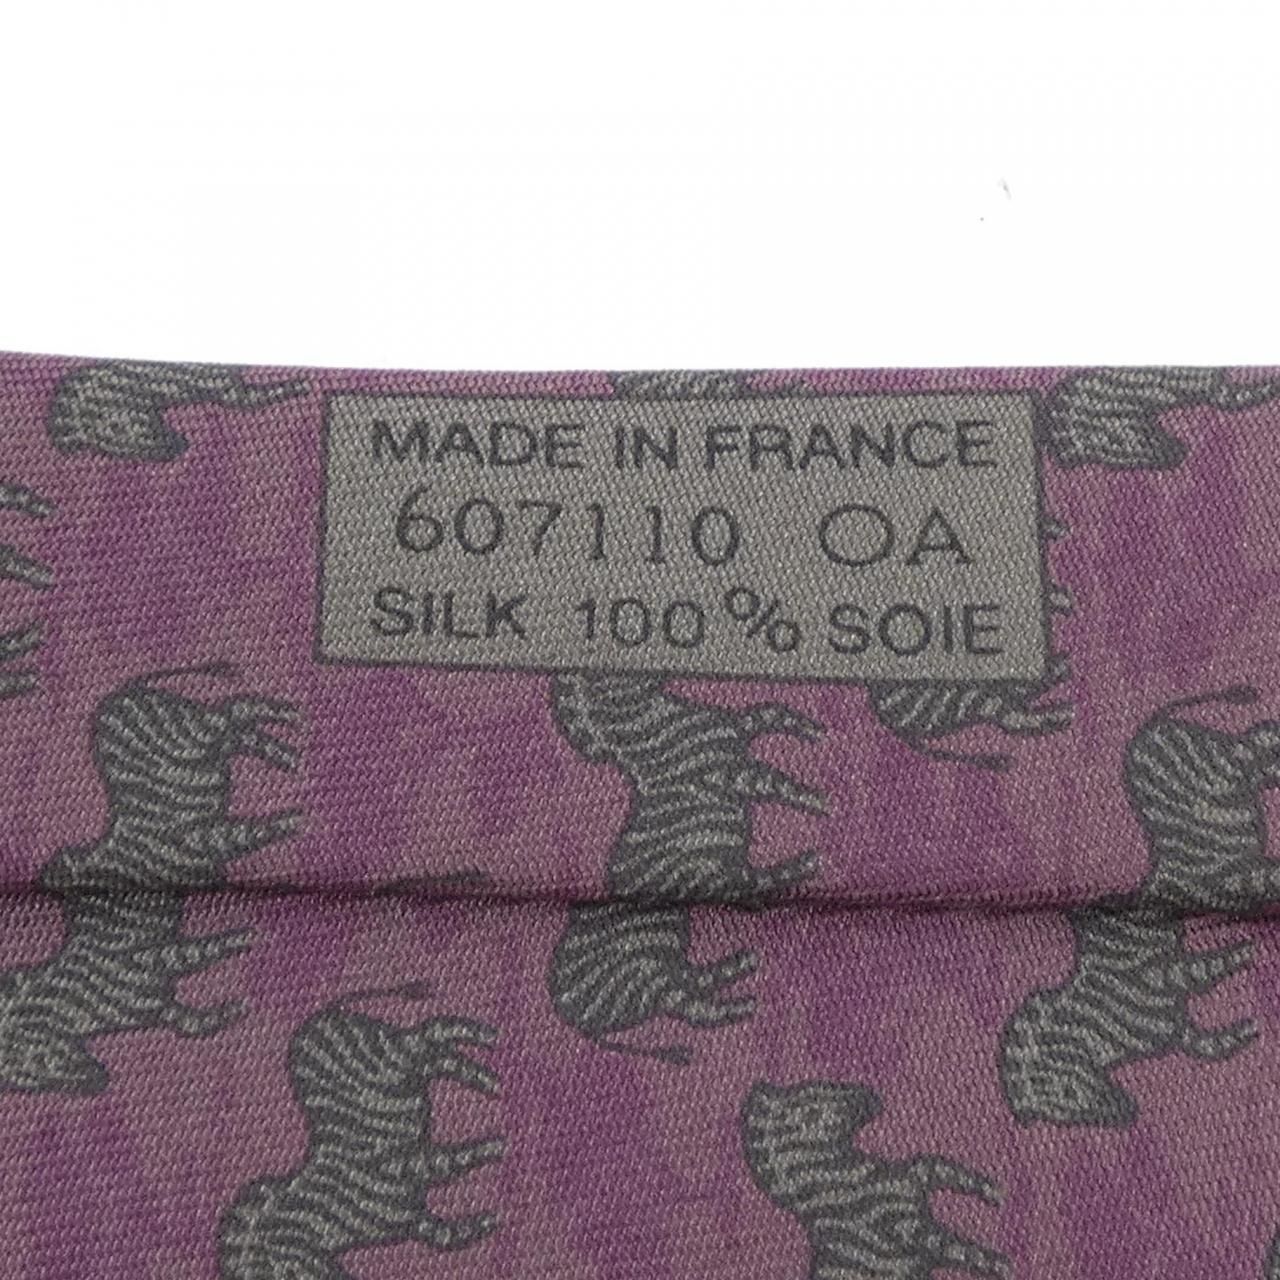 MADE IN FRANCE
607110 OA
SILK 100% SOIE